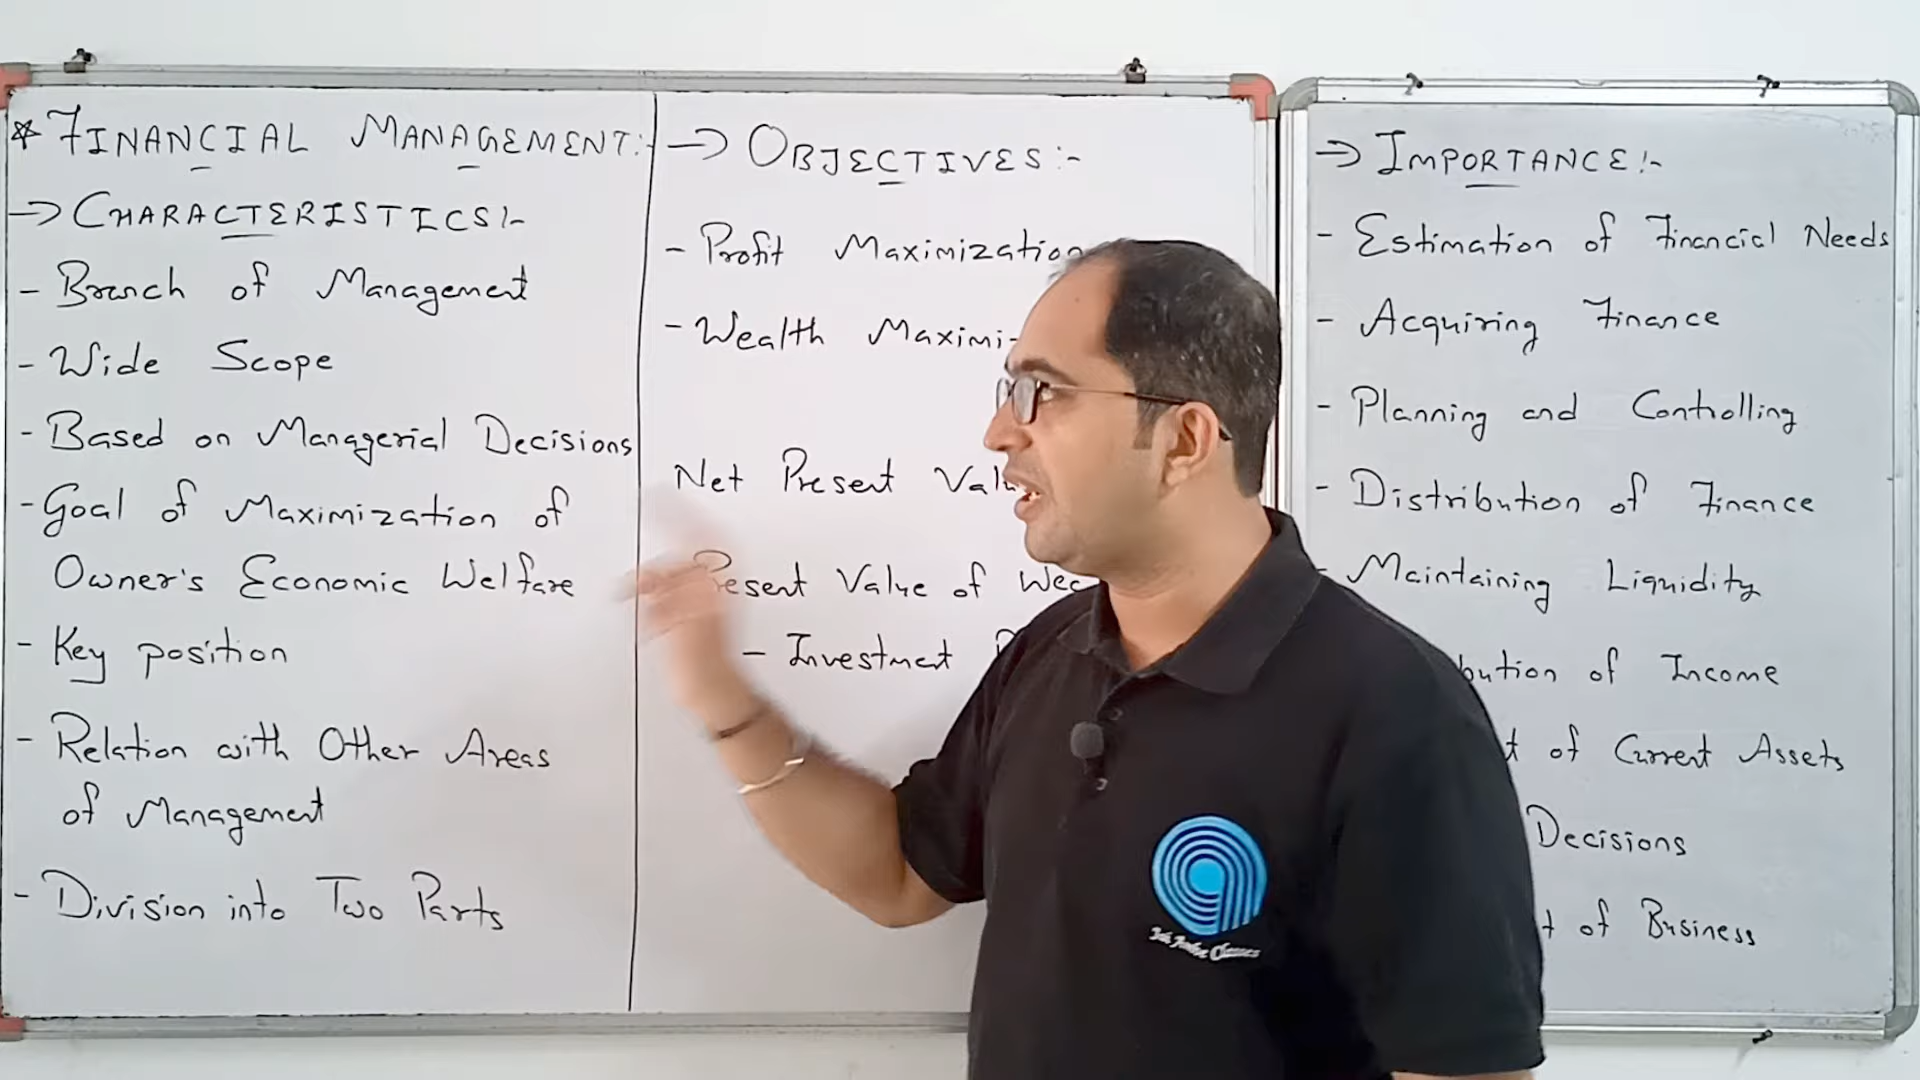 * FINANCIAL MANAGEMENT:-
→ CHARACTERISTICS:-
- Branch of Management
- Wide Scope
- Based on Managerial Decisions
- Goal of Maximization of
Owner's Economic Welfare
- Key position
- Relation with Other Areas
of Management
- Division into Two Parts
→ OBJECTIVES:-
- Profit Maximization
- Wealth Maximi-
Net Present
Present Value of
- Investment
→ IMPORTANCE:-
- Estimation of Financial Needs
- Acquiring Finance
- Planning and Controlling
- Distribution of Finance
- Maintaining Liquidity
of Income
of Current Assets
Decisions
of Business
Classes